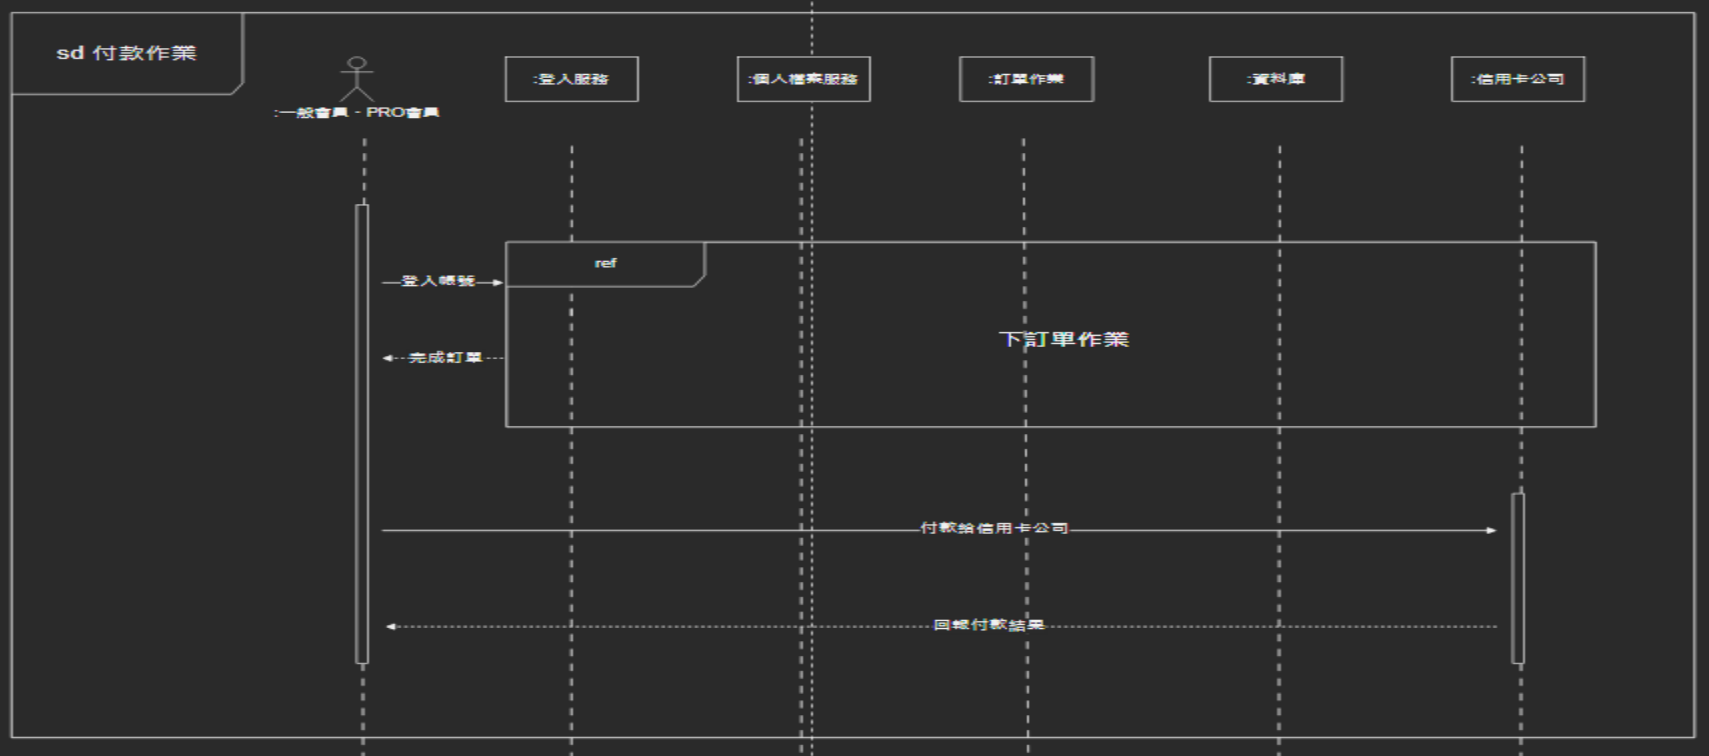 sd 付款作業
:一般會員 - PRO會員
:登入服務
:個人檔案服務
:訂單作業
:資料庫
:信用卡公司
ref
登入帳號
下訂單作業
完成訂單
付款給信用卡公司
回報付款結果